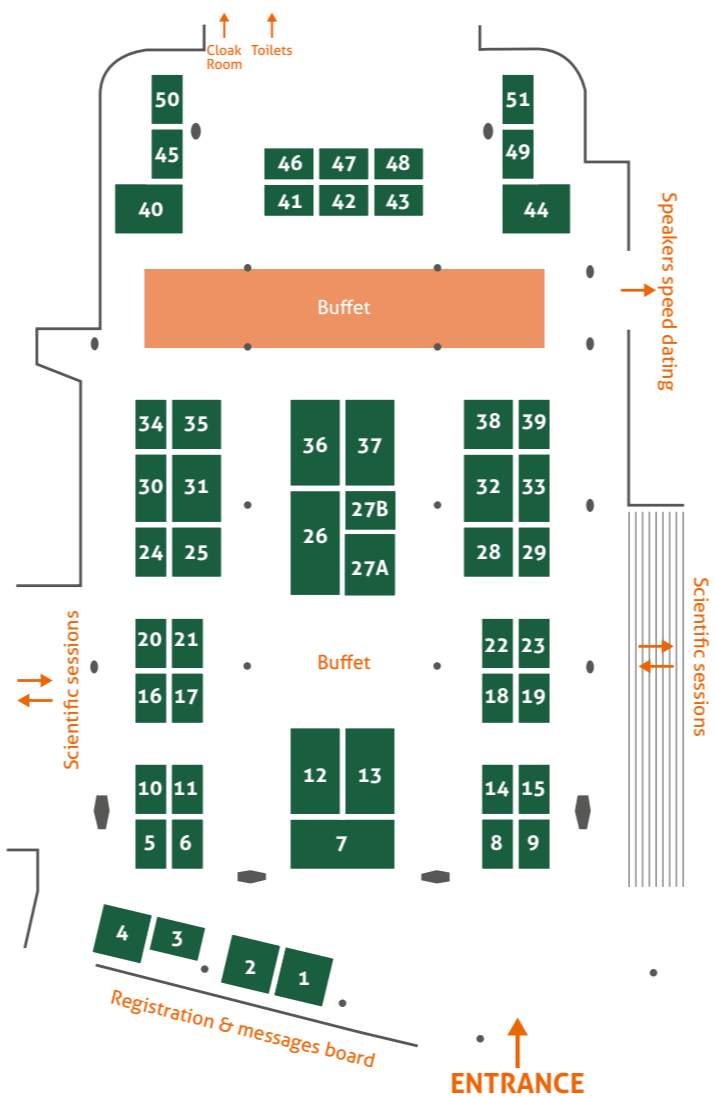 Cloak
Room
Toilets
50
51
45
49
46 47 48
41 42 43
40
44
Speakers speed dating
Buffet
34 35
36 37
38 39
30 31
32 33
27B
26
27A
24 25
28 29
Scientific sessions
Scientific sessions
20 21
22 23
Buffet
16 17
18 19
12 13
10 11
14 15
5 6
7
8 9
4 3 2 1
Registration & messages board
ENTRANCE